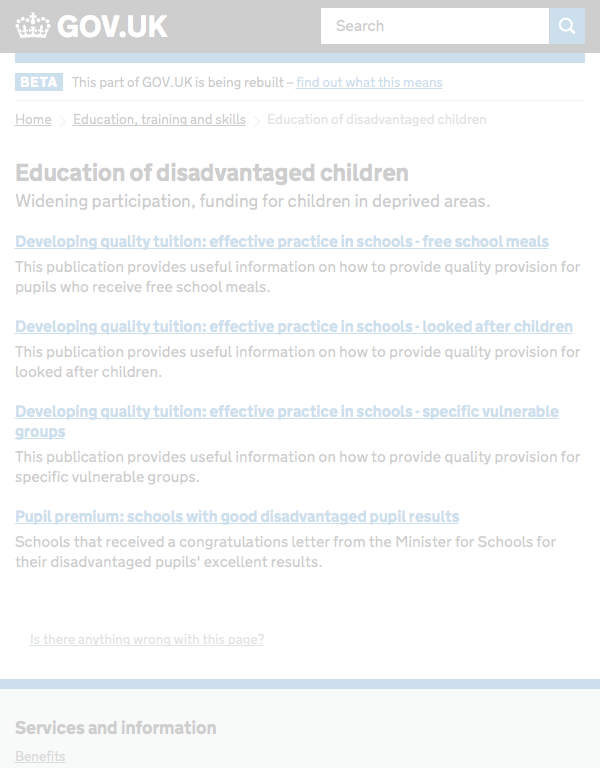 GOV.UK
Search
BETA This part of GOV.UK is being rebuilt – find out what this means
Home Education, training and skills Education of disadvantaged children
Education of disadvantaged children
Widening participation, funding for children in deprived areas.
Developing quality tuition: effective practice in schools - free school meals
This publication provides useful information on how to provide quality provision for
pupils who receive free school meals.
Developing quality tuition: effective practice in schools - looked after children
This publication provides useful information on how to provide quality provision for
looked after children.
Developing quality tuition: effective practice in schools - specific vulnerable
groups
This publication provides useful information on how to provide quality provision for
specific vulnerable groups.
Pupil premium: schools with good disadvantaged pupil results
Schools that received a congratulations letter from the Minister for Schools for
their disadvantaged pupils' excellent results.
Is there anything wrong with this page?
Services and information
Benefits